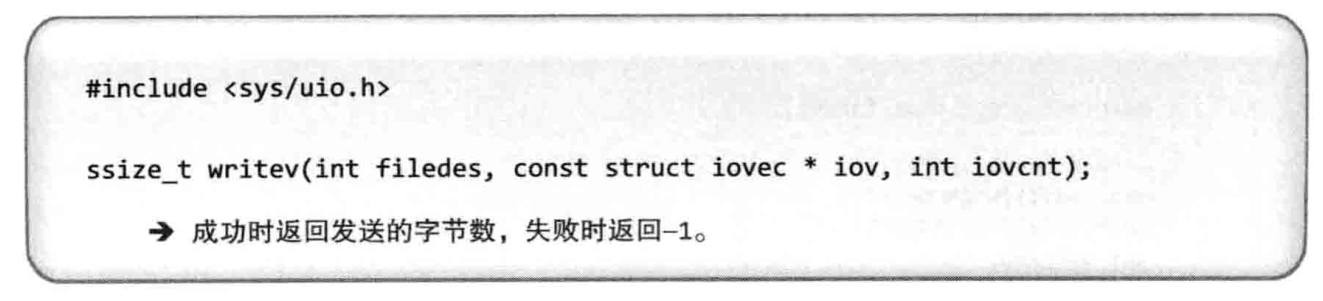 #include <sys/uio.h>
ssize_t writev(int filedes, const struct iovec * iov, int iovcnt);
➔ 成功时返回发送的字节数，失败时返回–1。